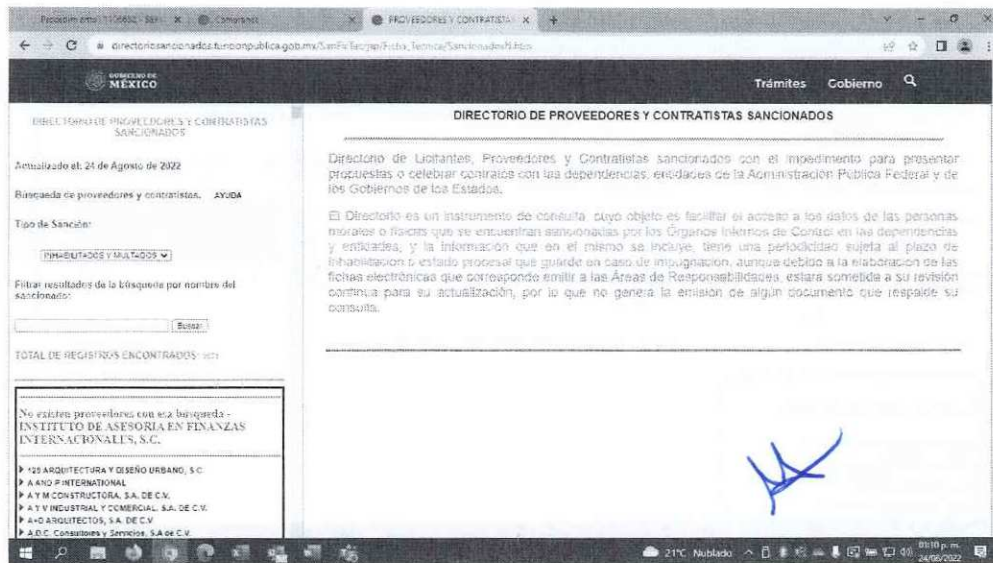 PROVEEDORES Y CONTRATISTAS
directoriosancionados.funcionpublica.gob.mx/SanFicTec/jsp/Ficha_Tecnica/SancionadosN.htm
GOBIERNO DE
MÉXICO
Trámites Gobierno
DIRECTORIO DE PROVEEDORES Y CONTRATISTAS
SANCIONADOS
Actualizado al: 24 de Agosto de 2022
Búsqueda de proveedores y contratistas. AYUDA
Tipo de Sanción:
INHABILITADOS Y MULTADOS
Filtrar resultados de la búsqueda por nombre del
sancionado:
Buscar
TOTAL DE REGISTROS ENCONTRADOS:
No existen proveedores con esa busqueda -
INSTITUTO DE ASESORIA EN FINANZAS
INTERNACIONALES, S.C.
125 ARQUITECTURA Y DISEÑO URBANO, S.C.
A AND P INTERNATIONAL
A Y M CONSTRUCTORA, S.A. DE C.V.
A Y V INDUSTRIAL Y COMERCIAL, S.A. DE C.V.
A+D ARQUITECTOS, S.A. DE C.V.
A.D.C. Consultores y Servicios, S.A de C.V.
DIRECTORIO DE PROVEEDORES Y CONTRATISTAS SANCIONADOS
Directorio de Licitantes, Proveedores y Contratistas sancionados con el impedimento para presentar
propuestas o celebrar contratos con las dependencias, entidades de la Administración Pública Federal y de
los Gobiernos de los Estados.
El Directorio es un instrumento de consulta, cuyo objeto es facilitar el acceso a los datos de las personas
morales o físicas que se encuentran sancionadas por los Órganos Internos de Control en las dependencias
y entidades, y la información que en el mismo se incluye, tiene una periodicidad sujeta al plazo de
inhabilitación o estado procesal que guarde en caso de impugnación, aunque debido a la elaboración de las
fichas electrónicas que corresponde emitir a las Áreas de Responsabilidades, estará sometida a su revisión
continua para su actualización, por lo que no genera la emisión de algún documento que respalde su
consulta.
21°C Nublado
01:10 p. m.
24/08/2022